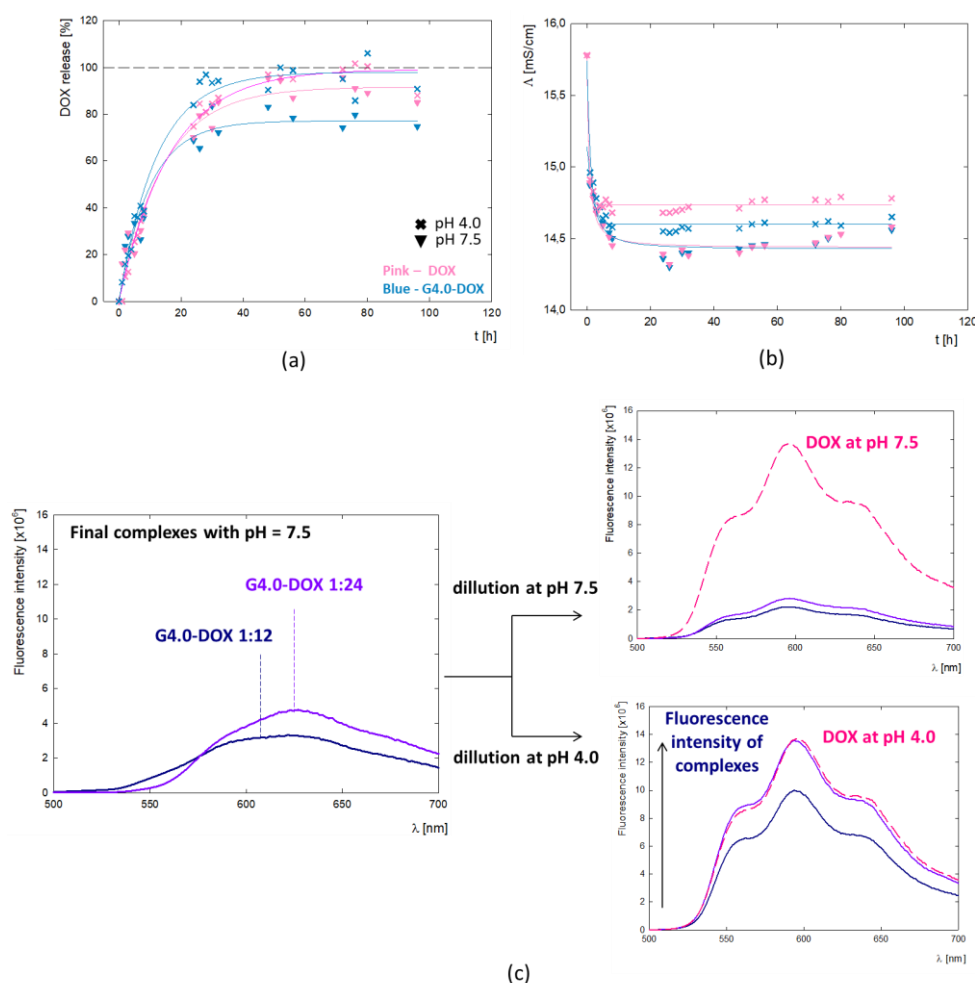 DOX release [%]
120
100
80
60
40
20
0
0 20 40 60 80 100 120
t [h]
pH 4.0
pH 7.5
Pink – DOX
Blue - G4.0-DOX
(a)
Λ [mS/cm]
16,0
15,5
15,0
14,5
14,0
0 20 40 60 80 100 120
t [h]
(b)
Fluorescence intensity [x10⁶]
16
14
12
10
8
6
4
2
0
500 550 600 650 700
λ [nm]
Final complexes with pH = 7.5
G4.0-DOX 1:24
G4.0-DOX 1:12
dilution at pH 7.5
dillution at pH 4.0
Fluorescence intensity [x10⁶]
16
14
12
10
8
6
4
2
0
500 550 600 650 700
λ [nm]
DOX at pH 7.5
Fluorescence intensity [x10⁶]
16
14
12
10
8
6
4
2
0
500 550 600 650 700
λ [nm]
Fluorescence
intensity of
complexes
DOX at pH 4.0
(c)